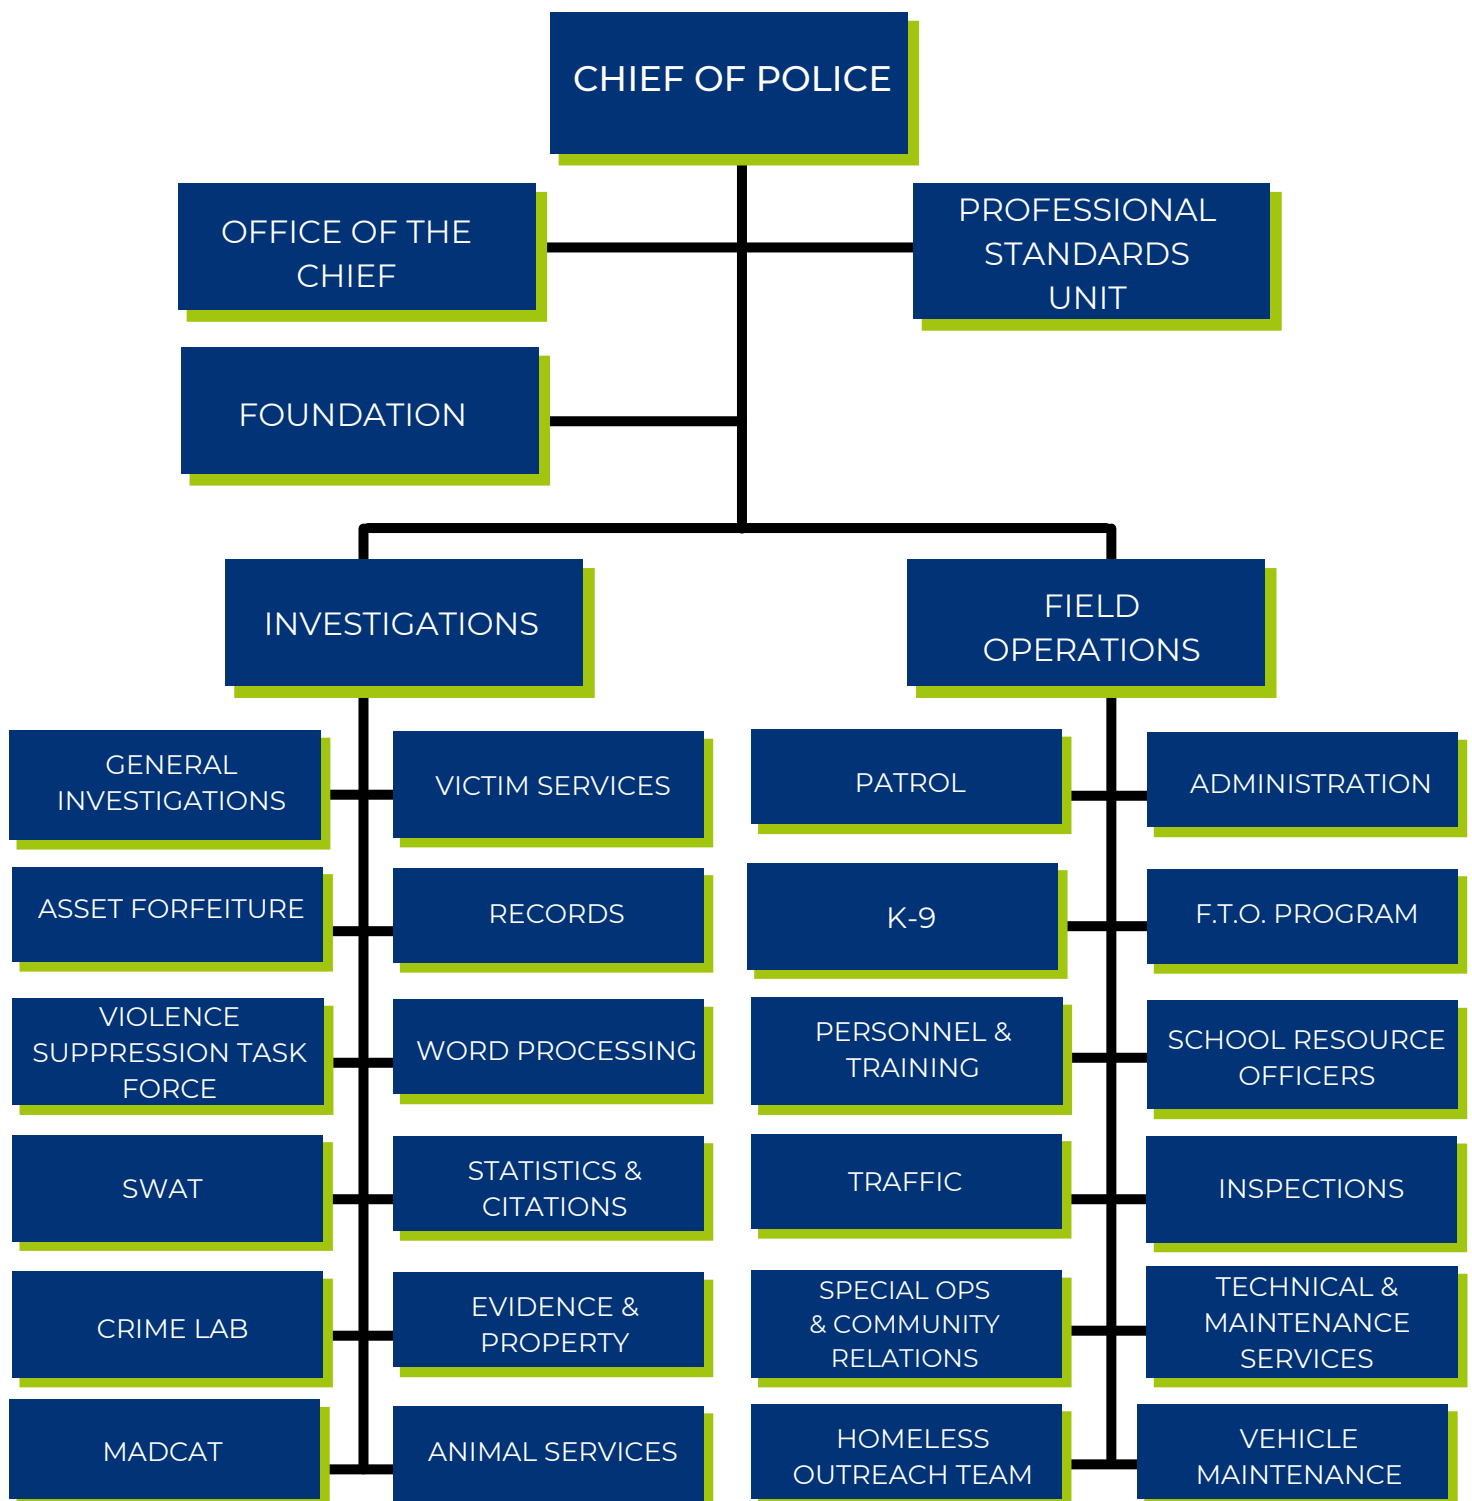 CHIEF OF POLICE
OFFICE OF THE
CHIEF
PROFESSIONAL
STANDARDS
UNIT
FOUNDATION
INVESTIGATIONS
FIELD
OPERATIONS
GENERAL
INVESTIGATIONS
VICTIM SERVICES
ASSET FORFEITURE
RECORDS
VIOLENCE
SUPPRESSION TASK
FORCE
WORD PROCESSING
SWAT
STATISTICS &
CITATIONS
CRIME LAB
EVIDENCE &
PROPERTY
MADCAT
ANIMAL SERVICES
PATROL
ADMINISTRATION
K-9
F.T.O. PROGRAM
PERSONNEL &
TRAINING
SCHOOL RESOURCE
OFFICERS
TRAFFIC
INSPECTIONS
SPECIAL OPS
& COMMUNITY
RELATIONS
TECHNICAL &
MAINTENANCE
SERVICES
HOMELESS
OUTREACH TEAM
VEHICLE
MAINTENANCE